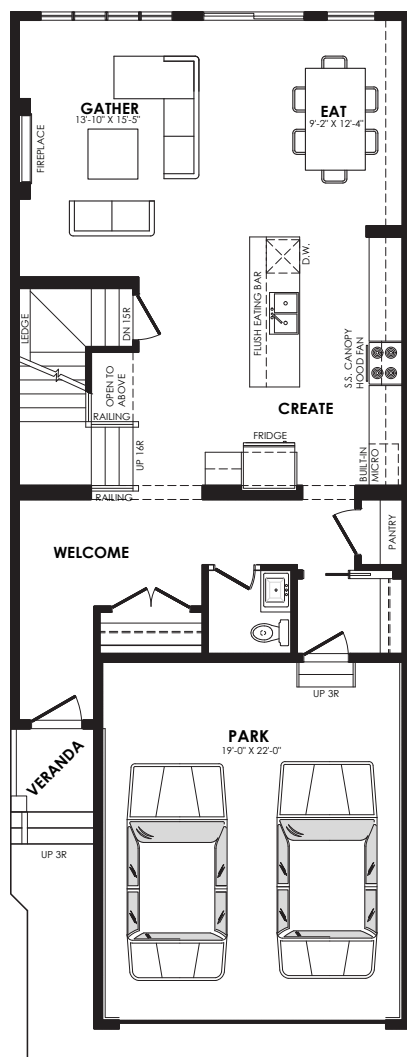 GATHER
13'-10" X 15'-5"
EAT
9'-2" X 12'-4"
FIREPLACE
D.W.
FLUSH EATING BAR
LEDGE
DN 15R
S.S. CANOPY
HOOD FAN
OPEN TO
ABOVE
CREATE
RAILING
UP 16R
FRIDGE
BUILT-IN
MICRO
RAILING
PANTRY
WELCOME
UP 3R
PARK
19'-0" X 22'-0"
VERANDA
UP 3R